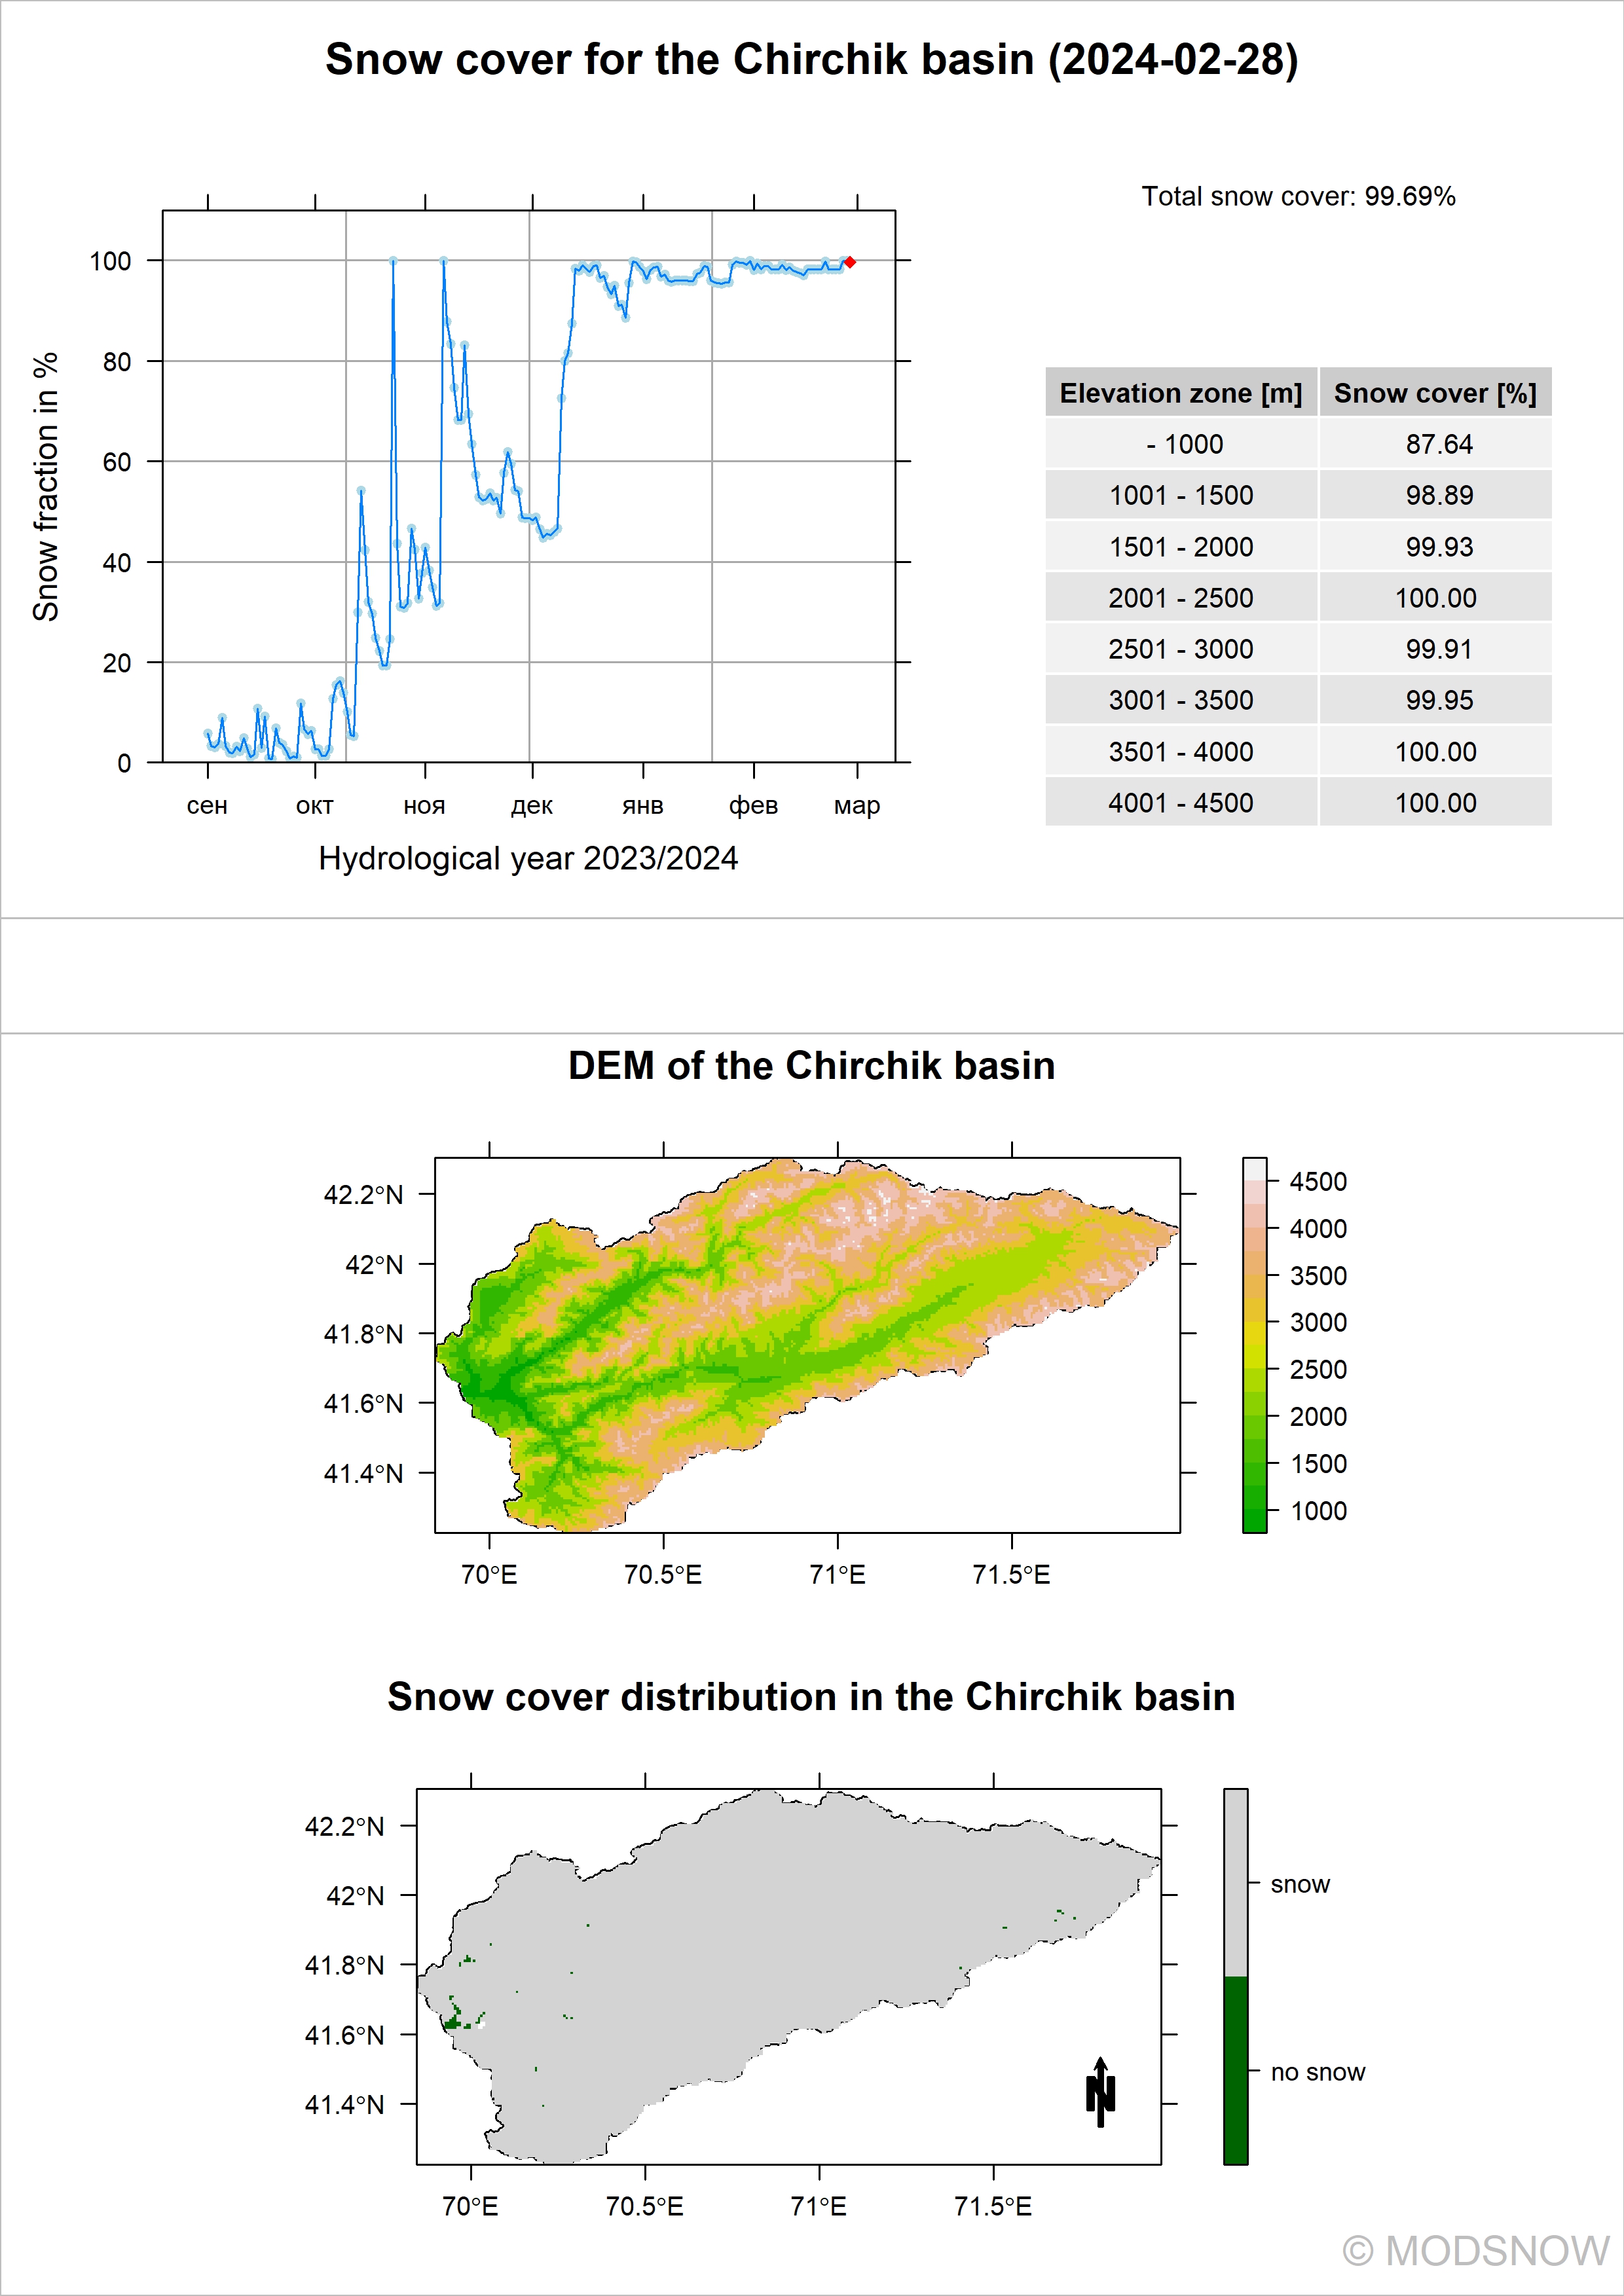 Snow cover for the Chirchik basin (2024-02-28)
Total snow cover: 99.69%
Snow fraction in %
100
80
60
40
20
0
сен окт ноя дек янв фев мар
Hydrological year 2023/2024
Elevation zone [m] Snow cover [%]
- 1000 87.64
1001 - 1500 98.89
1501 - 2000 99.93
2001 - 2500 100.00
2501 - 3000 99.91
3001 - 3500 99.95
3501 - 4000 100.00
4001 - 4500 100.00
DEM of the Chirchik basin
42.2°N
42°N
41.8°N
41.6°N
41.4°N
70°E 70.5°E 71°E 71.5°E
4500
4000
3500
3000
2500
2000
1500
1000
Snow cover distribution in the Chirchik basin
42.2°N
42°N
41.8°N
41.6°N
41.4°N
70°E 70.5°E 71°E 71.5°E
N
snow
no snow
© MODSNOW